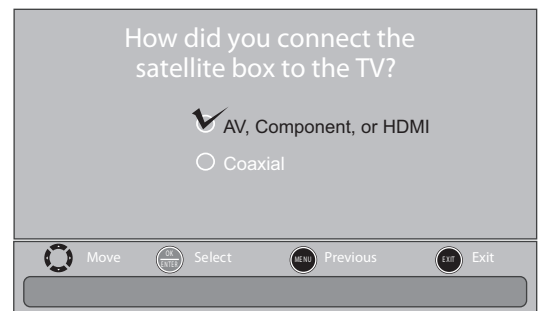 How did you connect the
satellite box to the TV?
AV, Component, or HDMI
Coaxial
Move OK ENTER Select MENU Previous EXIT Exit